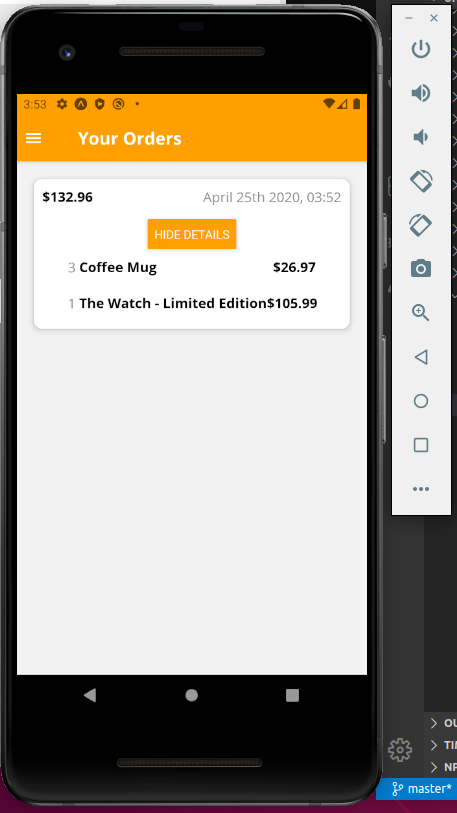 3:53
Your Orders
$132.96 April 25th 2020, 03:52
HIDE DETAILS
3 Coffee Mug $26.97
1 The Watch - Limited Edition$105.99
OU
TI
NP
master*